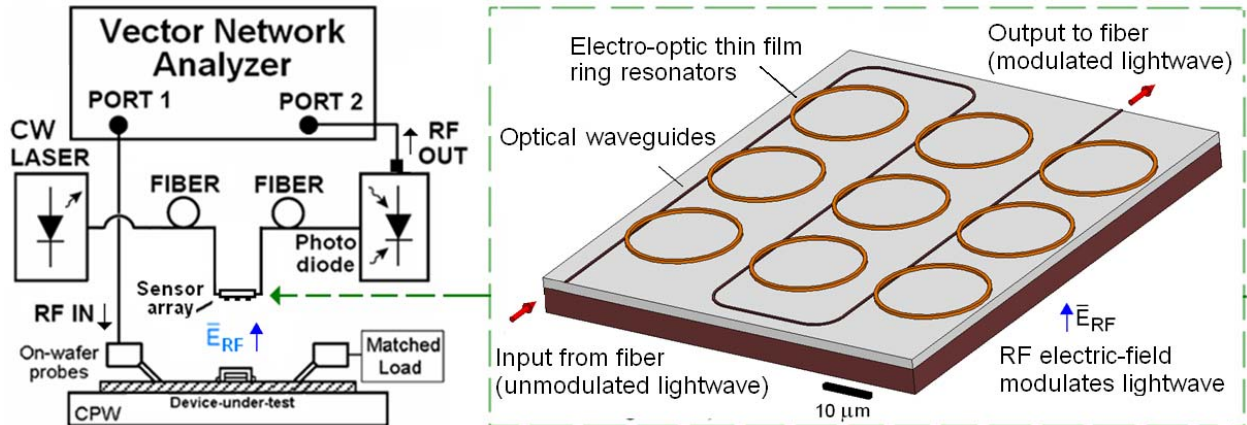 Vector Network
Analyzer
PORT 1
PORT 2
CW
LASER
RF
OUT
FIBER
FIBER
Photo
diode
Sensor
array
RF IN
E̅RF
On-wafer
probes
Matched
Load
Device-under-test
CPW
Electro-optic thin film
ring resonators
Output to fiber
(modulated lightwave)
Optical waveguides
E̅RF
Input from fiber
(unmodulated lightwave)
RF electric-field
modulates lightwave
10 μm